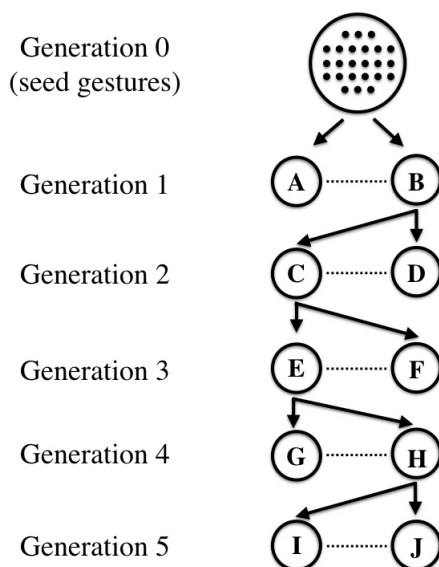 Generation 0
(seed gestures)
Generation 1
A
B
Generation 2
C
D
Generation 3
E
F
Generation 4
G
H
Generation 5
I
J